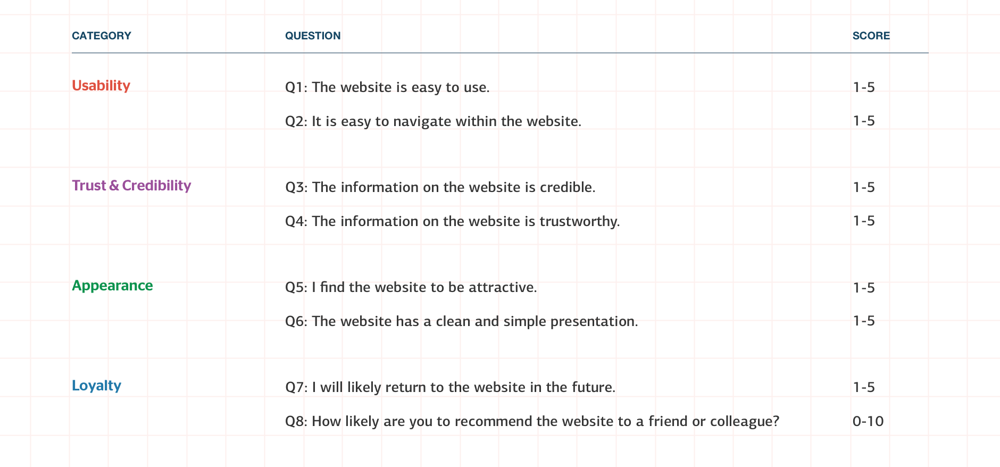 CATEGORY QUESTION SCORE
Usability Q1: The website is easy to use. 1-5
Q2: It is easy to navigate within the website. 1-5
Trust & Credibility Q3: The information on the website is credible. 1-5
Q4: The information on the website is trustworthy. 1-5
Appearance Q5: I find the website to be attractive. 1-5
Q6: The website has a clean and simple presentation. 1-5
Loyalty Q7: I will likely return to the website in the future. 1-5
Q8: How likely are you to recommend the website to a friend or colleague? 0-10